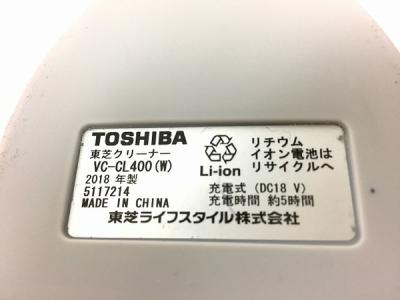 TOSHIBA
東芝クリーナー
VC-CL400(W)
2018 年製
5117214
MADE IN CHINA
Li-ion
リチウム
イオン電池は
リサイクルへ
充電式 (DC18 V)
充電時間 約5時間
東芝ライフスタイル株式会社